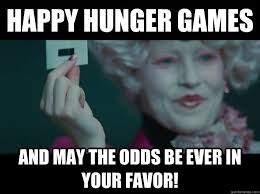 HAPPY HUNGER GAMES
AND MAY THE ODDS BE EVER IN
YOUR FAVOR!